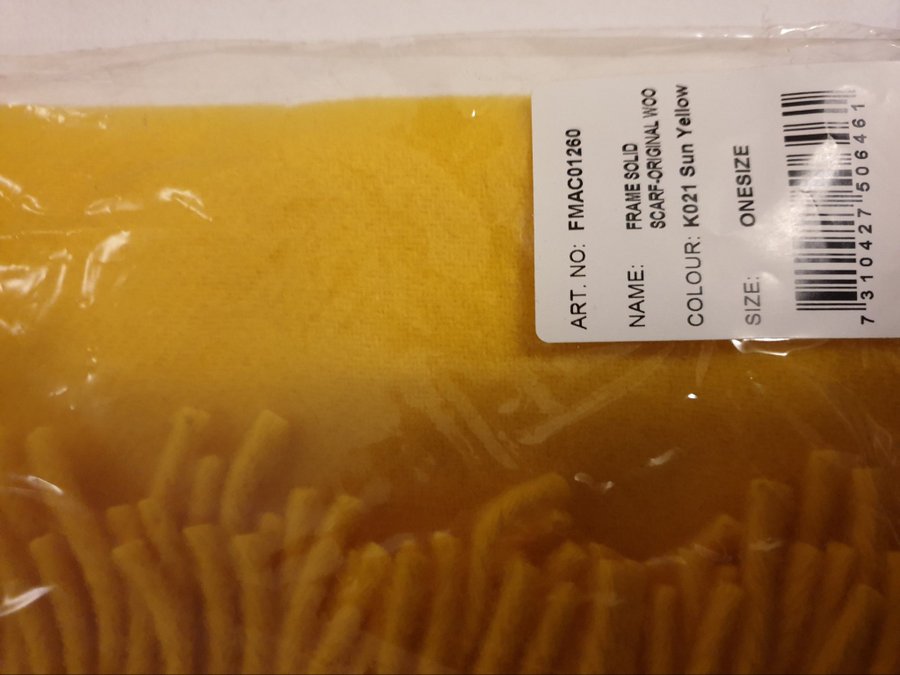 ART. NO: FMAC01260
NAME: FRAME SOLID
SCARF-ORIGINAL WOO
COLOUR: K021 Sun Yellow
SIZE: ONESIZE
7 310427 506461